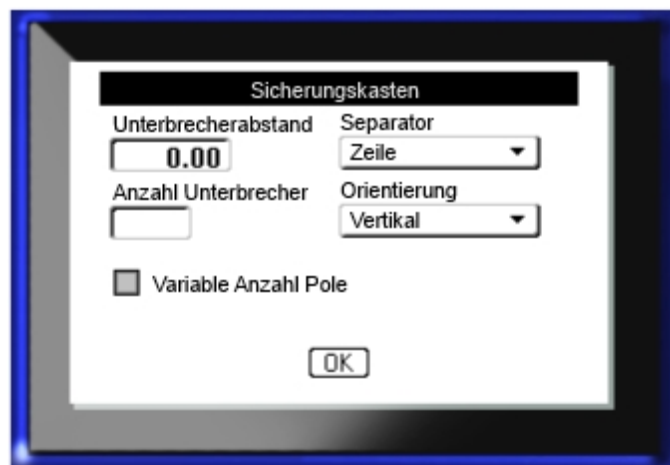 Sicherungskasten
Unterbrecherabstand
0.00
Separator
Zeile
Anzahl Unterbrecher
Orientierung
Vertikal
Variable Anzahl Pole
OK